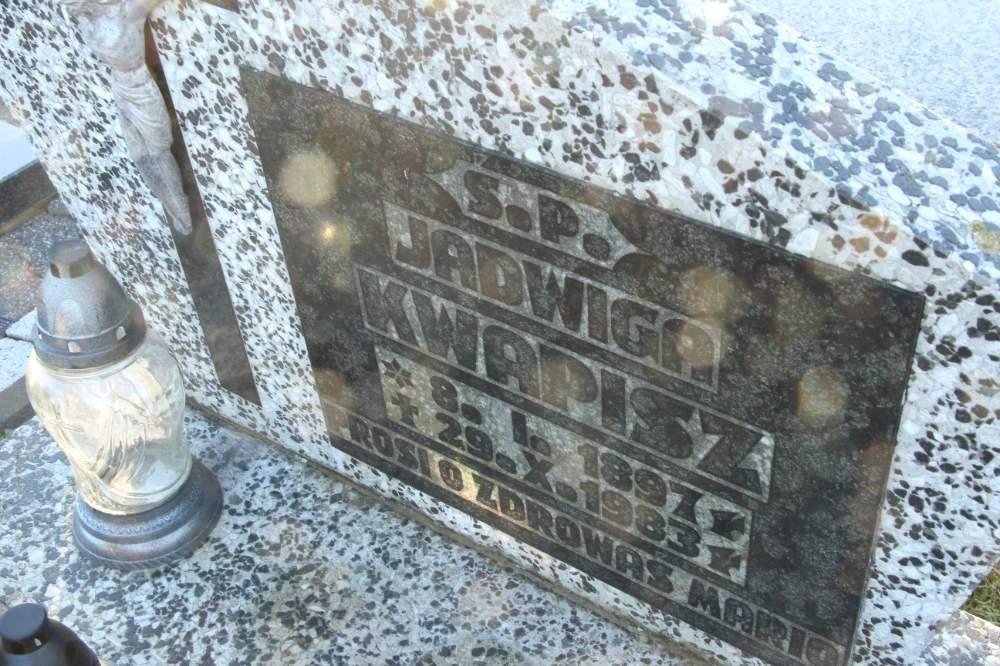 Ś.P.
JADWIGA
KWAPISZ
* 8. I. 1897
† 29.X.1983
PROSI O ZDROWAŚ MARIO